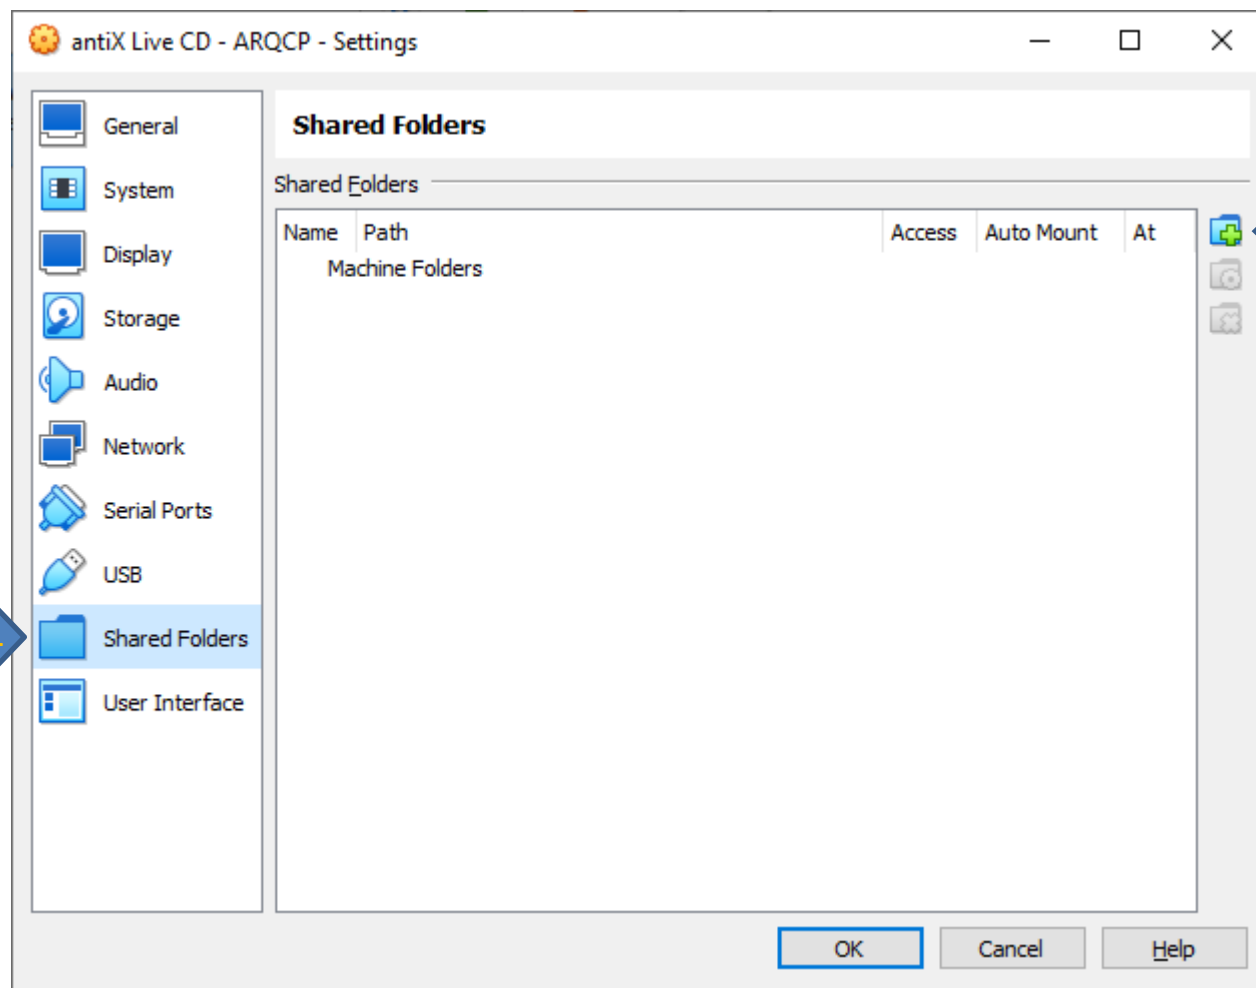 antiX Live CD - ARQCP - Settings
General
System
Display
Storage
Audio
Network
Serial Ports
USB
Shared Folders
User Interface
Shared Folders
Shared Folders
Name Path Access Auto Mount At
Machine Folders
OK Cancel Help